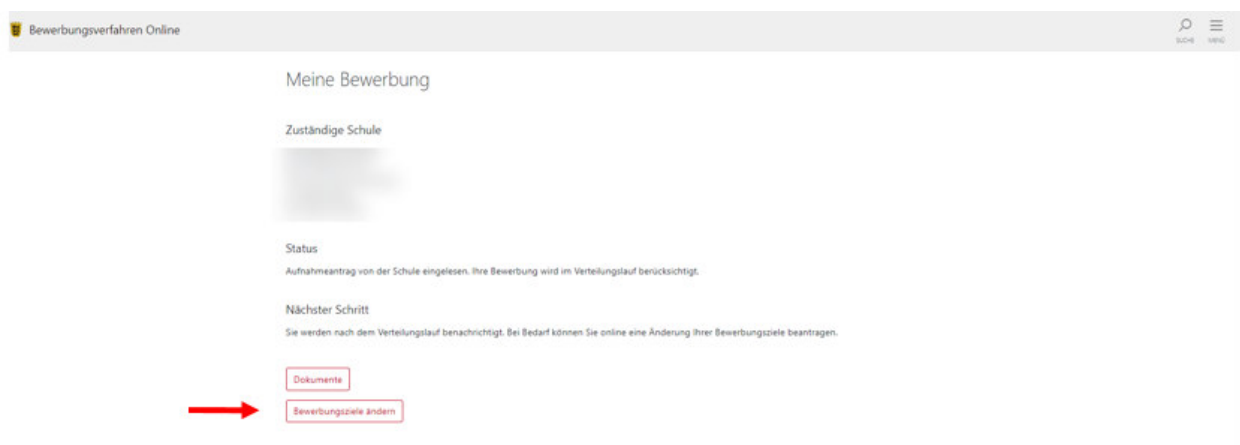 Bewerbungsverfahren Online
SUCHE
MENÜ
Meine Bewerbung
Zuständige Schule
Status
Aufnahmeantrag von der Schule eingelesen. Ihre Bewerbung wird im Verteilungslauf berücksichtigt.
Nächster Schritt
Sie werden nach dem Verteilungslauf benachrichtigt. Bei Bedarf können Sie online eine Änderung Ihrer Bewerbungsziele beantragen.
Dokumente
Bewerbungsziele ändern